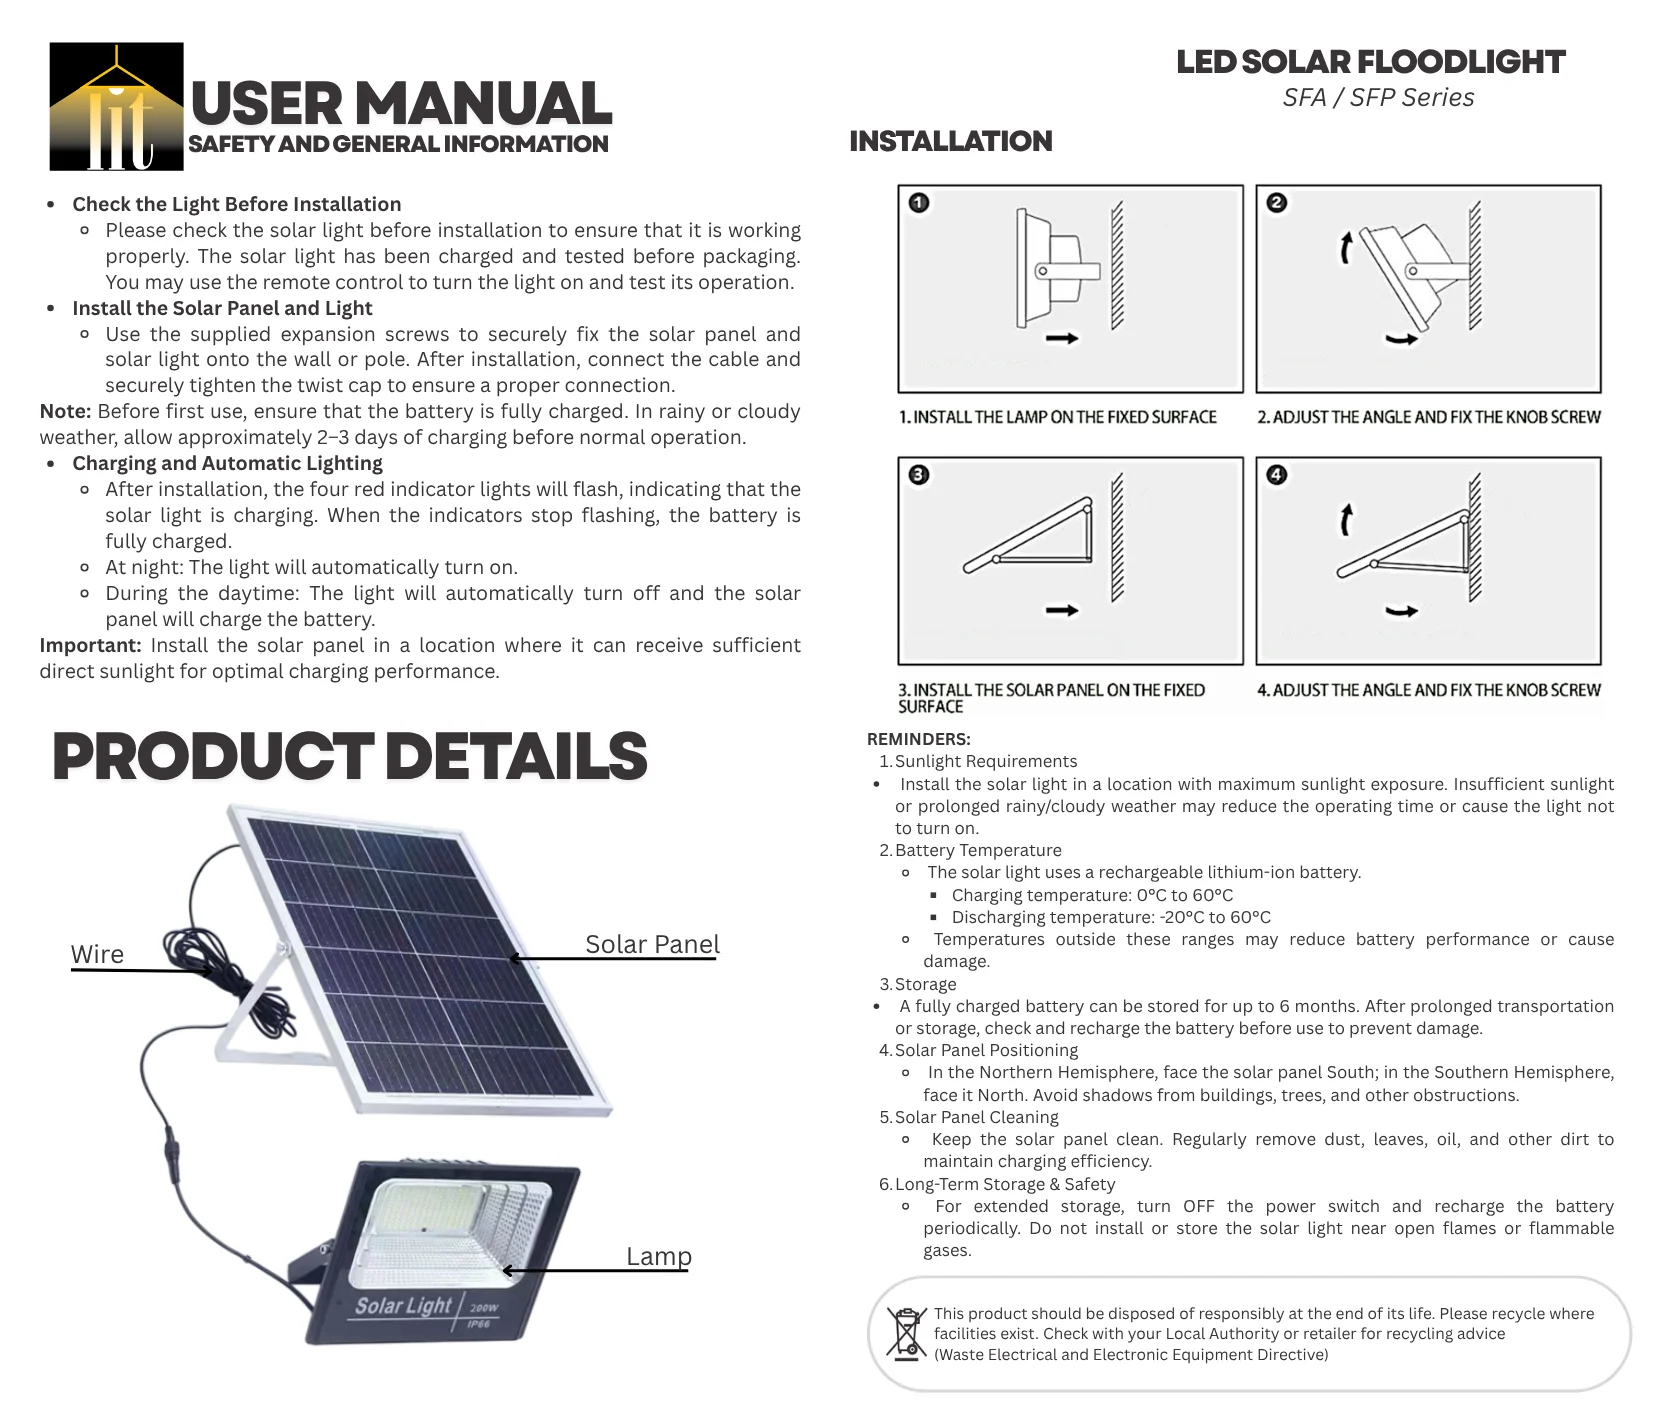 lit
USER MANUAL
SAFETY AND GENERAL INFORMATION
• Check the Light Before Installation
◦ Please check the solar light before installation to ensure that it is working
properly. The solar light has been charged and tested before packaging.
You may use the remote control to turn the light on and test its operation.
• Install the Solar Panel and Light
◦ Use the supplied expansion screws to securely fix the solar panel and
solar light onto the wall or pole. After installation, connect the cable and
securely tighten the twist cap to ensure a proper connection.
Note: Before first use, ensure that the battery is fully charged. In rainy or cloudy
weather, allow approximately 2–3 days of charging before normal operation.
• Charging and Automatic Lighting
◦ After installation, the four red indicator lights will flash, indicating that the
solar light is charging. When the indicators stop flashing, the battery is
fully charged.
◦ At night: The light will automatically turn on.
◦ During the daytime: The light will automatically turn off and the solar
panel will charge the battery.
Important: Install the solar panel in a location where it can receive sufficient
direct sunlight for optimal charging performance.
PRODUCT DETAILS
Wire
Solar Panel
Lamp
Solar Light
200W
IP66
LED SOLAR FLOODLIGHT
SFA / SFP Series
INSTALLATION
1
2
1. INSTALL THE LAMP ON THE FIXED SURFACE
2. ADJUST THE ANGLE AND FIX THE KNOB SCREW
3
4
3. INSTALL THE SOLAR PANEL ON THE FIXED
SURFACE
4. ADJUST THE ANGLE AND FIX THE KNOB SCREW
REMINDERS:
1. Sunlight Requirements
• Install the solar light in a location with maximum sunlight exposure. Insufficient sunlight
or prolonged rainy/cloudy weather may reduce the operating time or cause the light not
to turn on.
2. Battery Temperature
◦ The solar light uses a rechargeable lithium-ion battery.
▪ Charging temperature: 0°C to 60°C
▪ Discharging temperature: -20°C to 60°C
◦ Temperatures outside these ranges may reduce battery performance or cause
damage.
3. Storage
• A fully charged battery can be stored for up to 6 months. After prolonged transportation
or storage, check and recharge the battery before use to prevent damage.
4. Solar Panel Positioning
◦ In the Northern Hemisphere, face the solar panel South; in the Southern Hemisphere,
face it North. Avoid shadows from buildings, trees, and other obstructions.
5. Solar Panel Cleaning
◦ Keep the solar panel clean. Regularly remove dust, leaves, oil, and other dirt to
maintain charging efficiency.
6. Long-Term Storage & Safety
◦ For extended storage, turn OFF the power switch and recharge the battery
periodically. Do not install or store the solar light near open flames or flammable
gases.
This product should be disposed of responsibly at the end of its life. Please recycle where
facilities exist. Check with your Local Authority or retailer for recycling advice
(Waste Electrical and Electronic Equipment Directive)